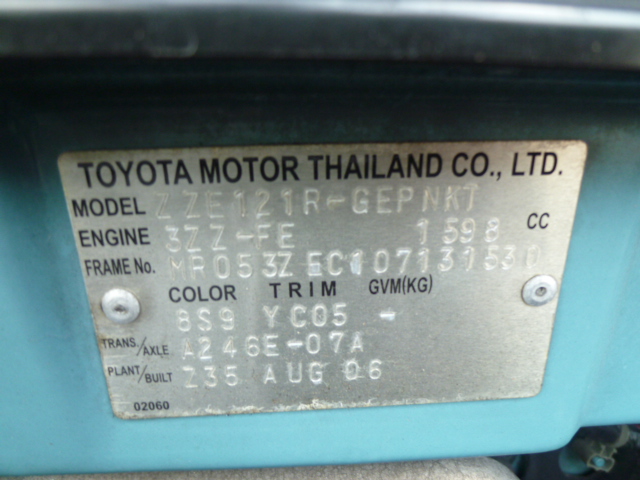 TOYOTA MOTOR THAILAND CO., LTD.
MODEL ZZE121R-GEPNKT
ENGINE 3ZZ-FE 1598 CC
FRAME No. MR053ZEC107131530
COLOR TRIM GVM(KG)
8S9 YC05 -
TRANS./AXLE A246E-07A
PLANT/BUILT Z35 AUG 06
02060